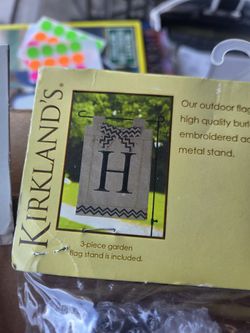 KIRKLAND'S
H
3-piece garden
flag stand is included.
Our outdoor flag
high quality burl
embroidered ac
metal stand.